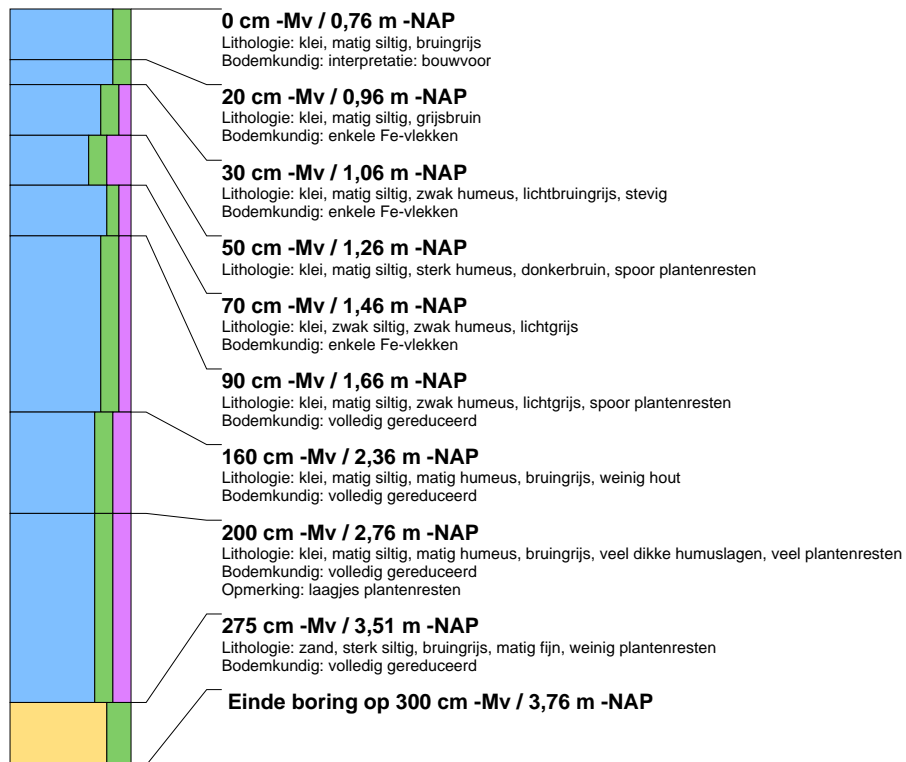 0 cm -Mv / 0,76 m -NAP
Lithologie: klei, matig siltig, bruingrijs
Bodemkundig: interpretatie: bouwvoor
20 cm -Mv / 0,96 m -NAP
Lithologie: klei, matig siltig, grijsbruin
Bodemkundig: enkele Fe-vlekken
30 cm -Mv / 1,06 m -NAP
Lithologie: klei, matig siltig, zwak humeus, lichtbruingrijs, stevig
Bodemkundig: enkele Fe-vlekken
50 cm -Mv / 1,26 m -NAP
Lithologie: klei, matig siltig, sterk humeus, donkerbruin, spoor plantenresten
70 cm -Mv / 1,46 m -NAP
Lithologie: klei, zwak siltig, zwak humeus, lichtgrijs
Bodemkundig: enkele Fe-vlekken
90 cm -Mv / 1,66 m -NAP
Lithologie: klei, matig siltig, zwak humeus, lichtgrijs, spoor plantenresten
Bodemkundig: volledig gereduceerd
160 cm -Mv / 2,36 m -NAP
Lithologie: klei, matig siltig, matig humeus, bruingrijs, weinig hout
Bodemkundig: volledig gereduceerd
200 cm -Mv / 2,76 m -NAP
Lithologie: klei, matig siltig, matig humeus, bruingrijs, veel dikke humuslagen, veel plantenresten
Bodemkundig: volledig gereduceerd
Opmerking: laagjes plantenresten
275 cm -Mv / 3,51 m -NAP
Lithologie: zand, sterk siltig, bruingrijs, matig fijn, weinig plantenresten
Bodemkundig: volledig gereduceerd
Einde boring op 300 cm -Mv / 3,76 m -NAP